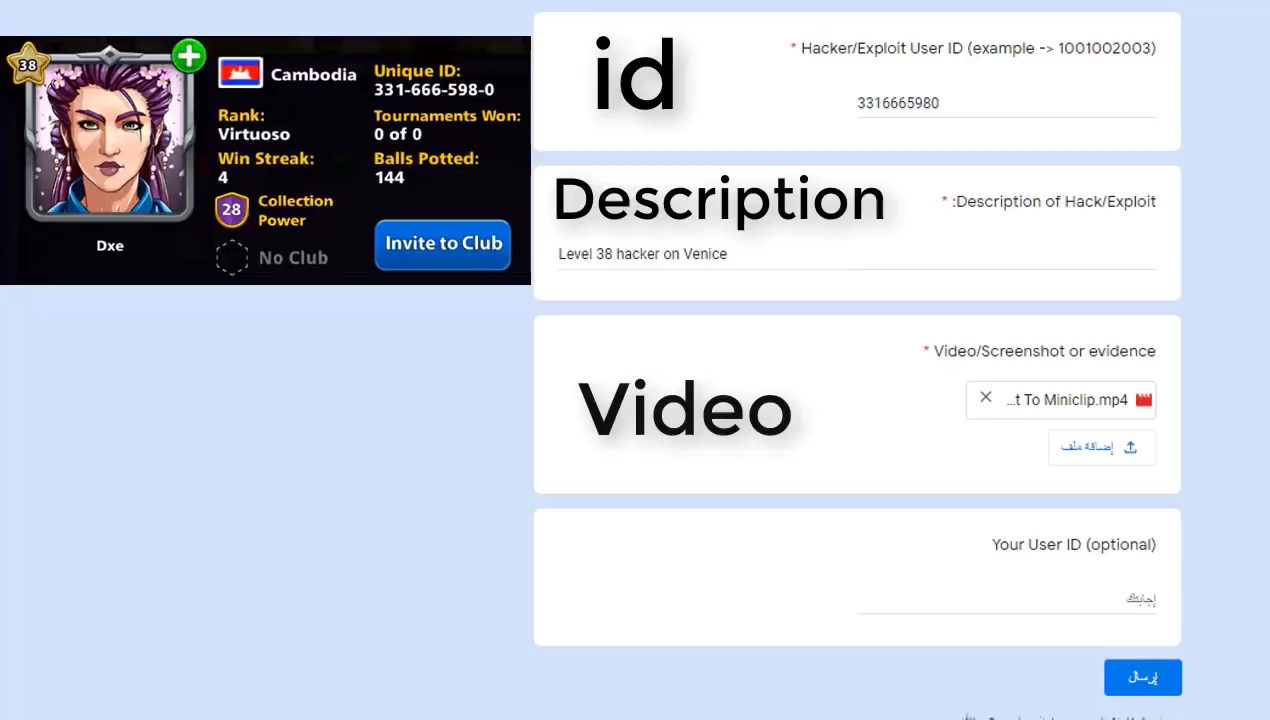 38
Cambodia
Unique ID:
331-666-598-0
Rank:
Virtuoso
Tournaments Won:
0 of 0
Win Streak:
4
Balls Potted:
144
28
Collection
Power
Dxe
No Club
Invite to Club
id
* Hacker/Exploit User ID (example -> 1001002003)
3316665980
Description
* :Description of Hack/Exploit
Level 38 hacker on Venice
* Video/Screenshot or evidence
Video
...t To Miniclip.mp4
إضافة ملف
Your User ID (optional)
إجابتك
إرسال